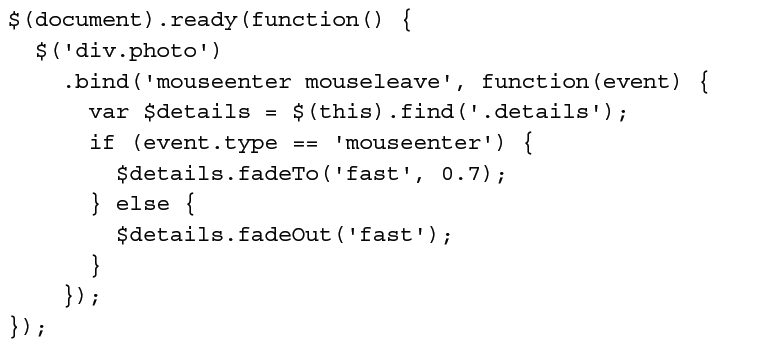 $(document).ready(function() {
  $('div.photo')
    .bind('mouseenter mouseleave', function(event) {
      var $details = $(this).find('.details');
      if (event.type == 'mouseenter') {
        $details.fadeTo('fast', 0.7);
      } else {
        $details.fadeOut('fast');
      }
    });
});